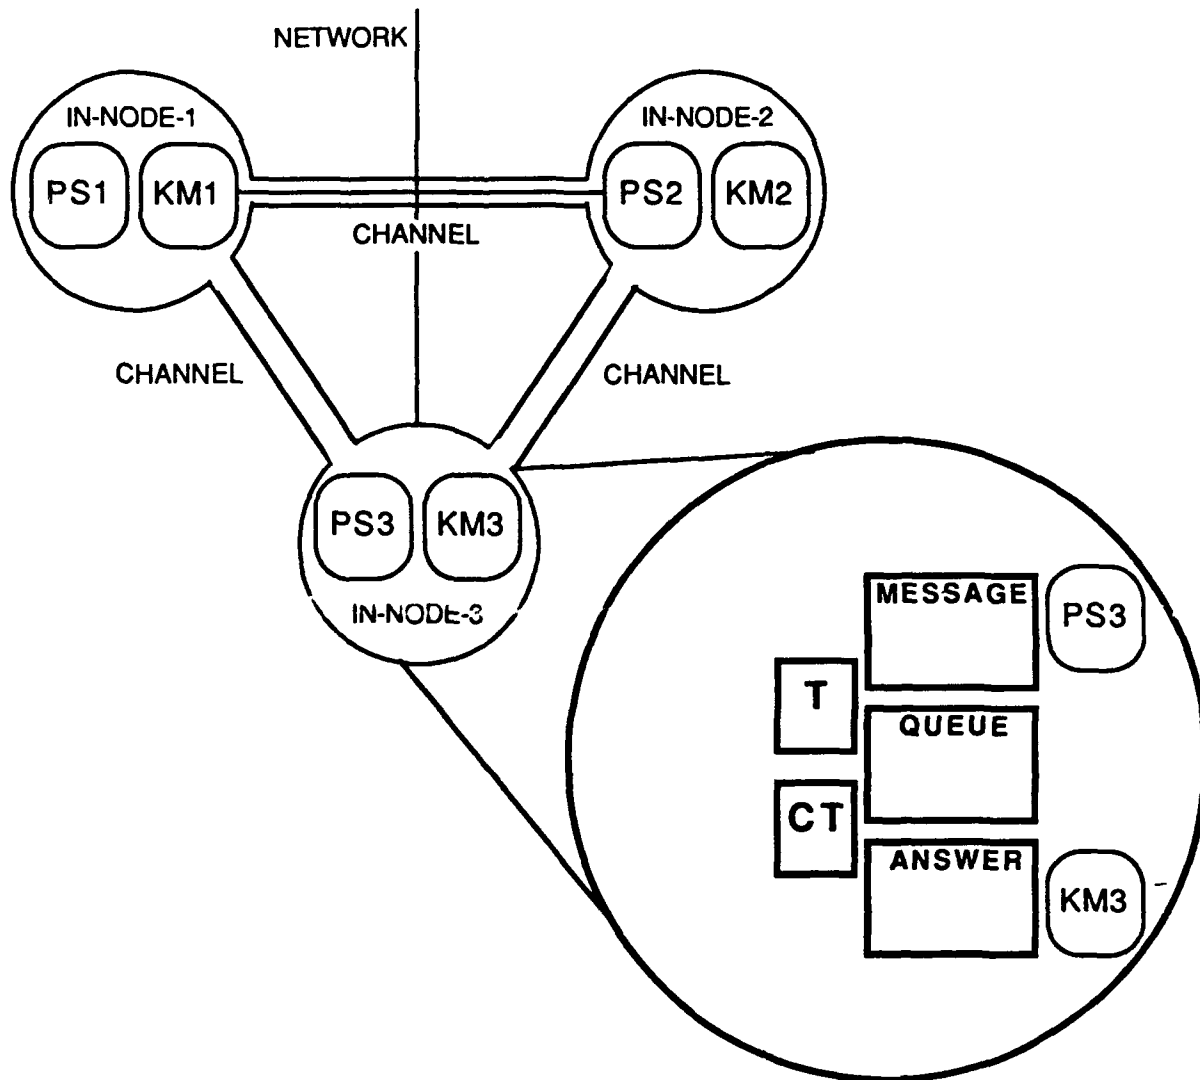 NETWORK
IN-NODE-1
IN-NODE-2
PS1 KM1
PS2 KM2
CHANNEL
CHANNEL
CHANNEL
PS3 KM3
IN-NODE-3
MESSAGE
PS3
T
QUEUE
CT
ANSWER
KM3